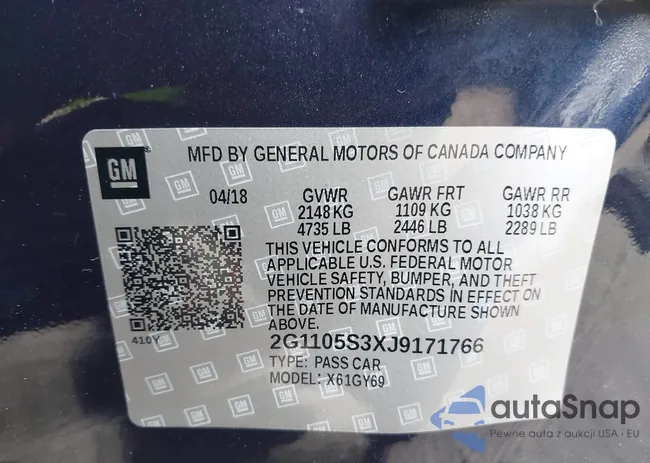 GM
MFD BY GENERAL MOTORS OF CANADA COMPANY
04/18 GVWR GAWR FRT GAWR RR
2148 KG 1109 KG 1038 KG
4735 LB 2446 LB 2289 LB
THIS VEHICLE CONFORMS TO ALL
APPLICABLE U.S. FEDERAL MOTOR
VEHICLE SAFETY, BUMPER, AND THEFT
PREVENTION STANDARDS IN EFFECT ON
THE DATE OF MANUFACTURE SHOWN
ABOVE.
410Y
2G1105S3XJ9171766
TYPE: PASS CAR
MODEL: X61GY69
autaSnap
Pewne auta z aukcji USA i EU